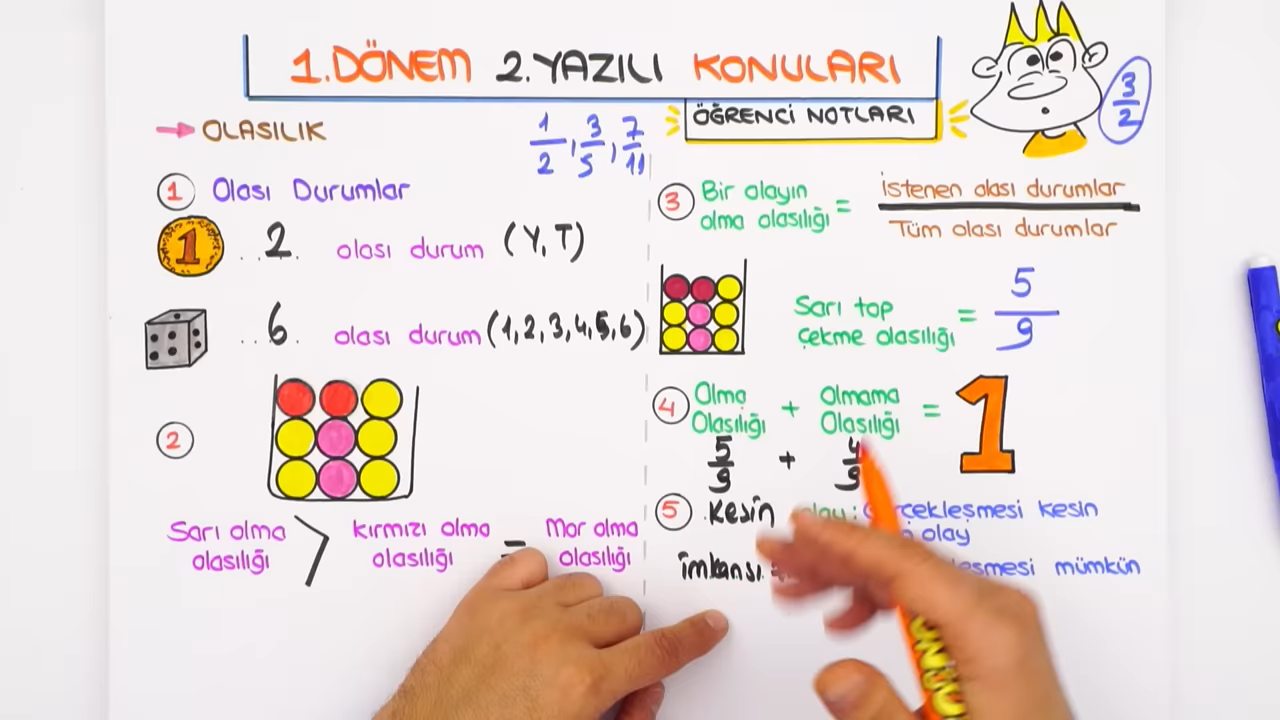 1.DÖNEM 2.YAZILI KONULARI
ÖĞRENCİ NOTLARI
3/2
→ OLASILIK
1/2, 3/5, 7/11
1 Olası Durumlar
1 ..2. olası durum (Y,T)
..6. olası durum (1,2,3,4,5,6)
2
Sarı olma olasılığı > kırmızı olma olasılığı = Mor olma olasılığı
3 Bir olayın olma olasılığı = İstenen olası durumlar
Tüm olası durumlar
Sarı top çekme olasılığı = 5/9
4 Olma Olasılığı + Olmama Olasılığı = 1
5/9 + 4/9
5 Kesin olay: kesin
olay
mümkün